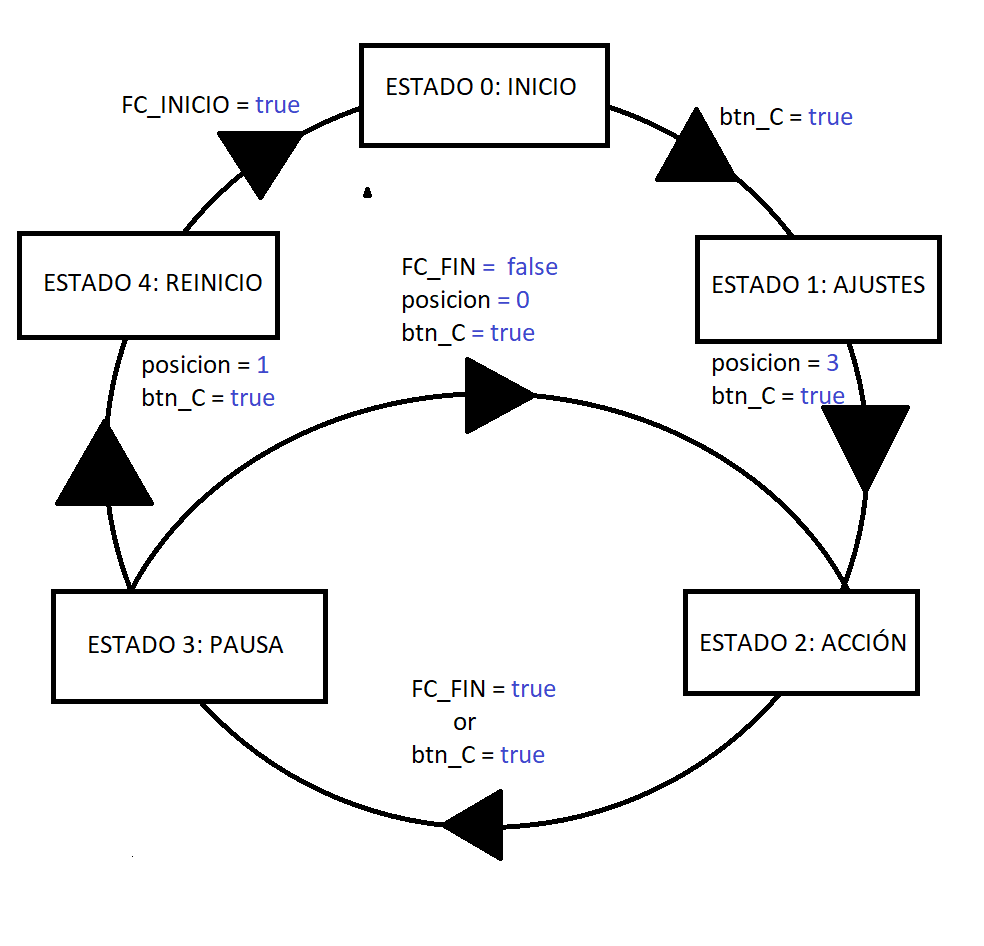 ESTADO 0: INICIO
FC_INICIO = true
btn_C = true
ESTADO 4: REINICIO
ESTADO 1: AJUSTES
FC_FIN = false
posicion = 0
btn_C = true
posicion = 1
btn_C = true
posicion = 3
btn_C = true
ESTADO 3: PAUSA
ESTADO 2: ACCIÓN
FC_FIN = true
or
btn_C = true